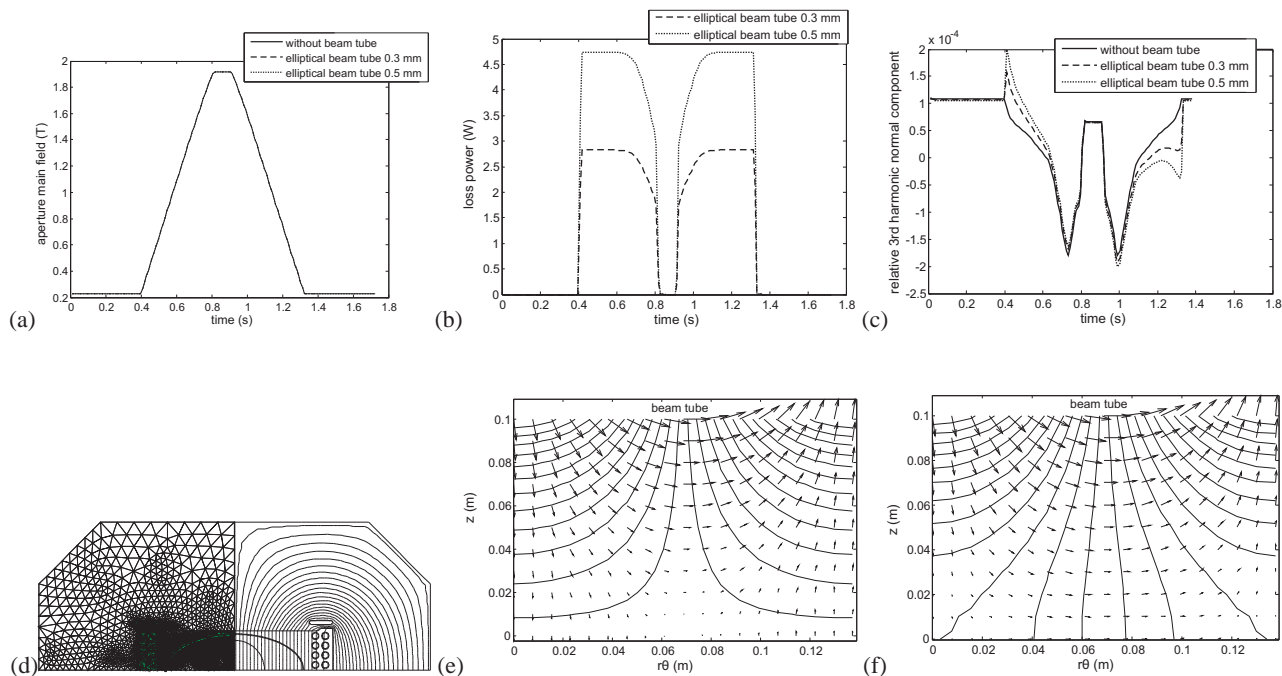 without beam tube
elliptical beam tube 0.3 mm
elliptical beam tube 0.5 mm
2
1.8
1.6
1.4
1.2
1
0.8
0.6
0.4
0.2
aperture main field (T)
0 0.2 0.4 0.6 0.8 1 1.2 1.4 1.6 1.8
time (s)
(a)
elliptical beam tube 0.3 mm
elliptical beam tube 0.5 mm
5
4.5
4
3.5
3
2.5
2
1.5
1
0.5
0
loss power (W)
0 0.2 0.4 0.6 0.8 1 1.2 1.4 1.6 1.8
time (s)
(b)
x 10-4
without beam tube
elliptical beam tube 0.3 mm
elliptical beam tube 0.5 mm
2
1.5
1
0.5
0
-0.5
-1
-1.5
-2
-2.5
relative 3rd harmonic normal component
0 0.2 0.4 0.6 0.8 1 1.2 1.4 1.6 1.8
time (s)
(c)
(d)
beam tube
0.1
0.08
0.06
0.04
0.02
0
z (m)
0 0.02 0.04 0.06 0.08 0.1 0.12
rθ (m)
(e)
beam tube
0.1
0.08
0.06
0.04
0.02
0
z (m)
0 0.02 0.04 0.06 0.08 0.1 0.12
rθ (m)
(f)